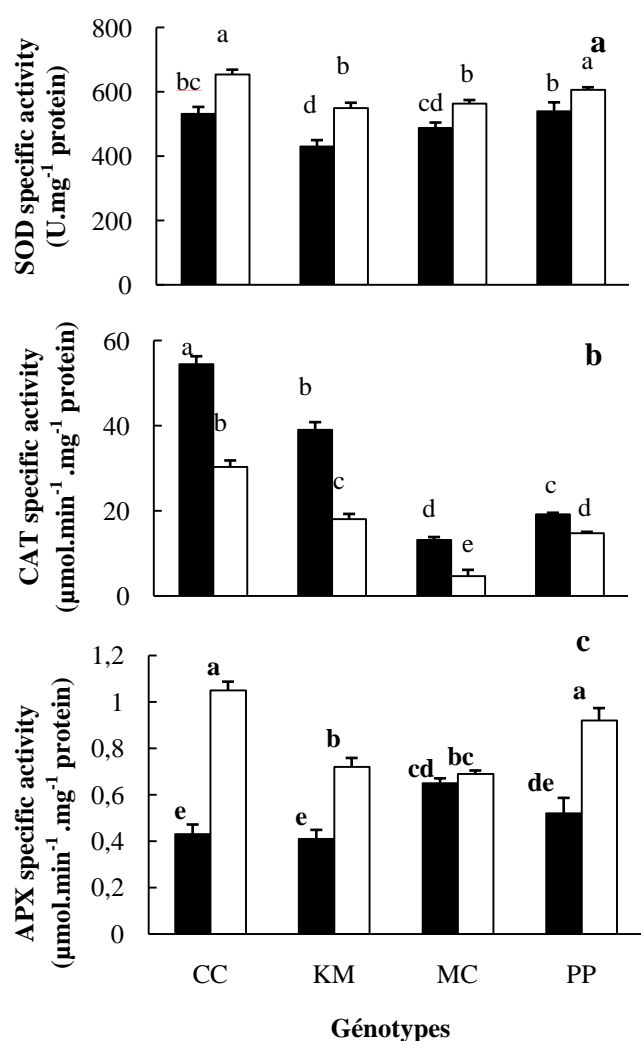 SOD specific activity
(U.mg⁻¹ protein)
800
600
400
200
0
a
bc
a
d
b
cd
b
b
a
CAT specific activity
(µmol.min⁻¹ .mg⁻¹ protein)
60
40
20
0
b
a
b
b
c
d
e
c
d
APX specific activity
(µmol.min⁻¹.mg⁻¹ protein)
1,2
1
0,8
0,6
0,4
0,2
0
c
e
a
e
b
cd
bc
de
a
CC KM MC PP
Génotypes